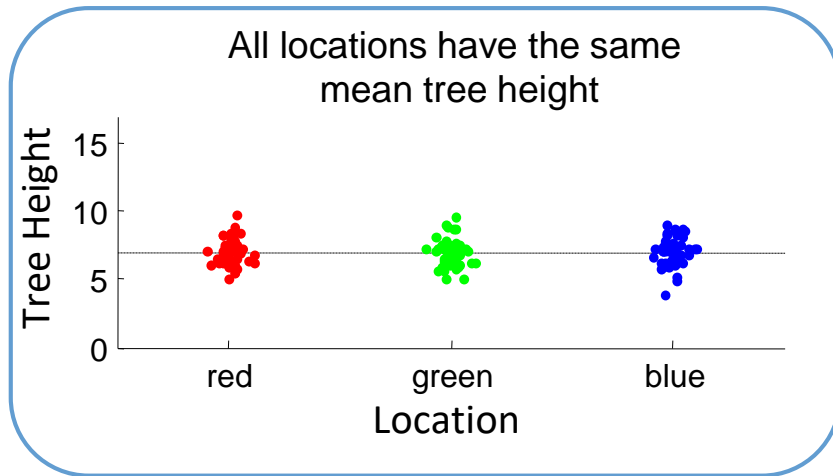 All locations have the same
mean tree height
Tree Height
15
10
5
0
red green blue
Location